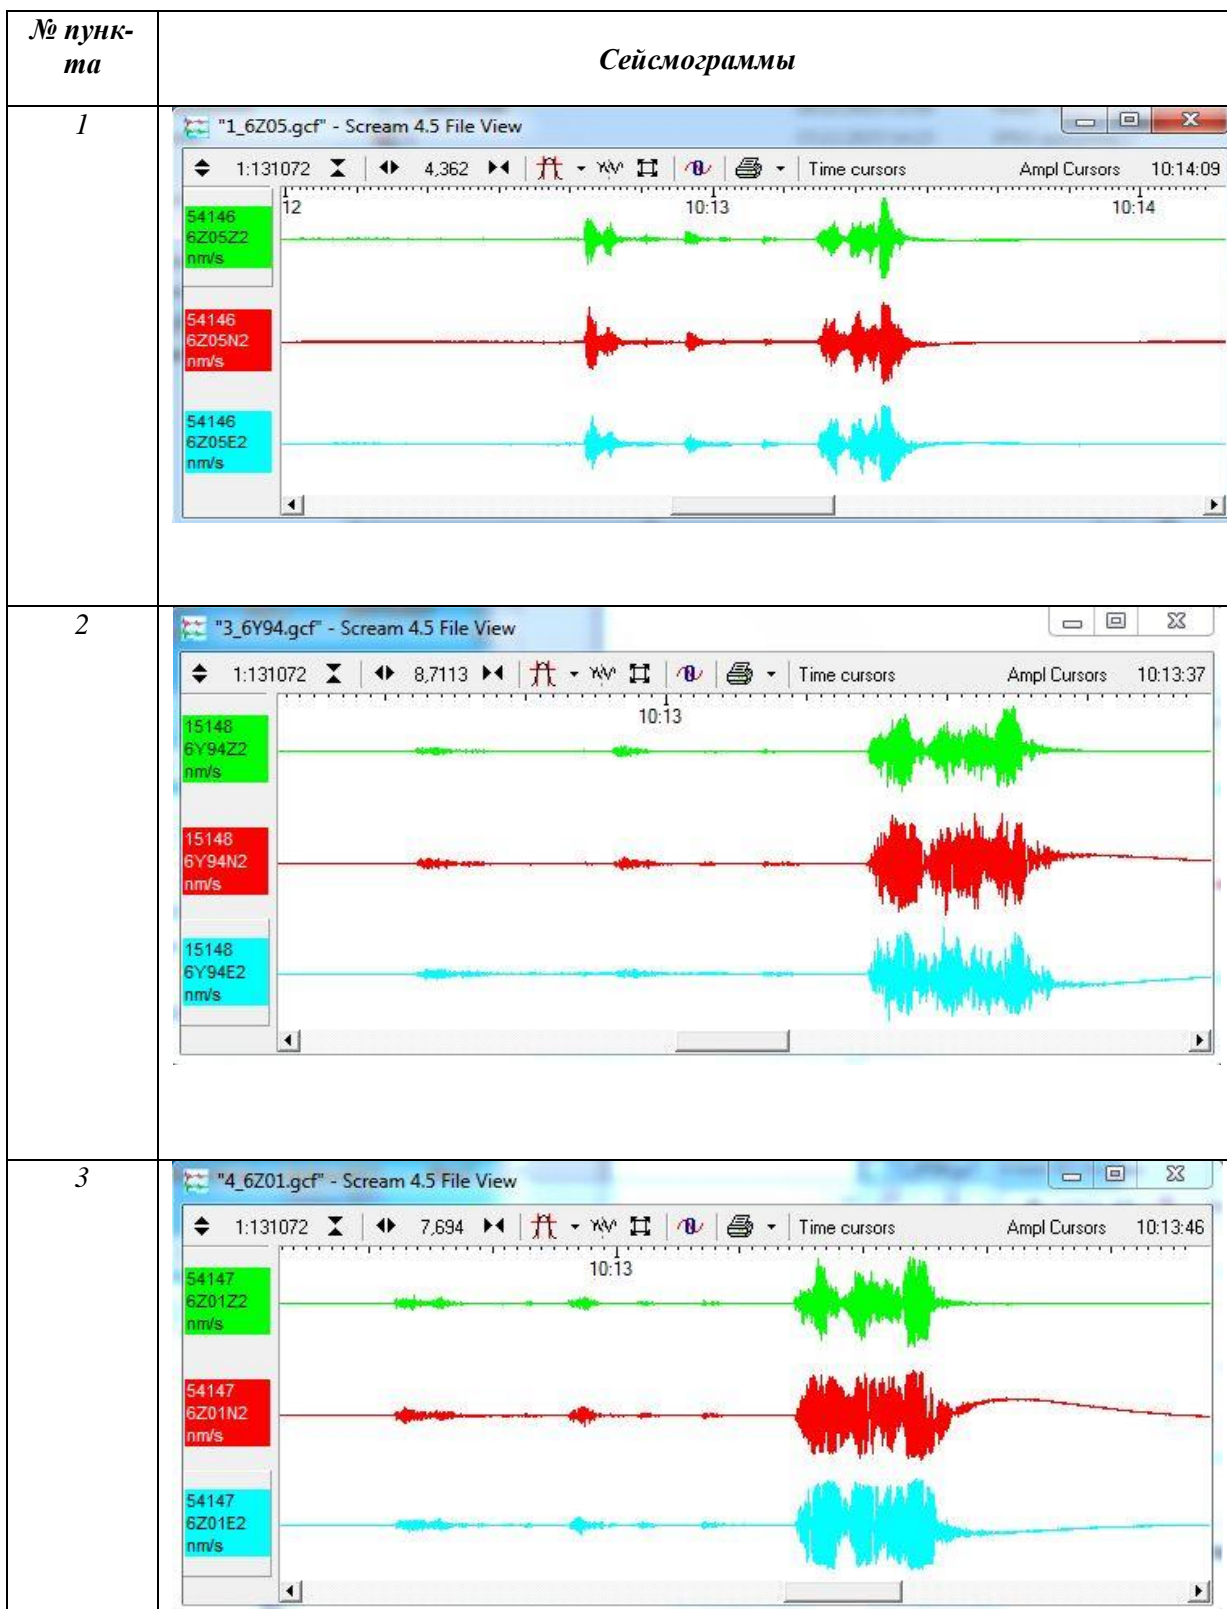 № пунк-
та
Сейсмограммы
1
"1_6Z05.gcf" - Scream 4.5 File View
1:131072 4,362 Time cursors Ampl Cursors 10:14:09
12 10:13 10:14
54146
6Z05Z2
nm/s
54146
6Z05N2
nm/s
54146
6Z05E2
nm/s
2
"3_6Y94.gcf" - Scream 4.5 File View
1:131072 8,7113 Time cursors Ampl Cursors 10:13:37
10:13
15148
6Y94Z2
nm/s
15148
6Y94N2
nm/s
15148
6Y94E2
nm/s
3
"4_6Z01.gcf" - Scream 4.5 File View
1:131072 7,694 Time cursors Ampl Cursors 10:13:46
10:13
54147
6Z01Z2
nm/s
54147
6Z01N2
nm/s
54147
6Z01E2
nm/s